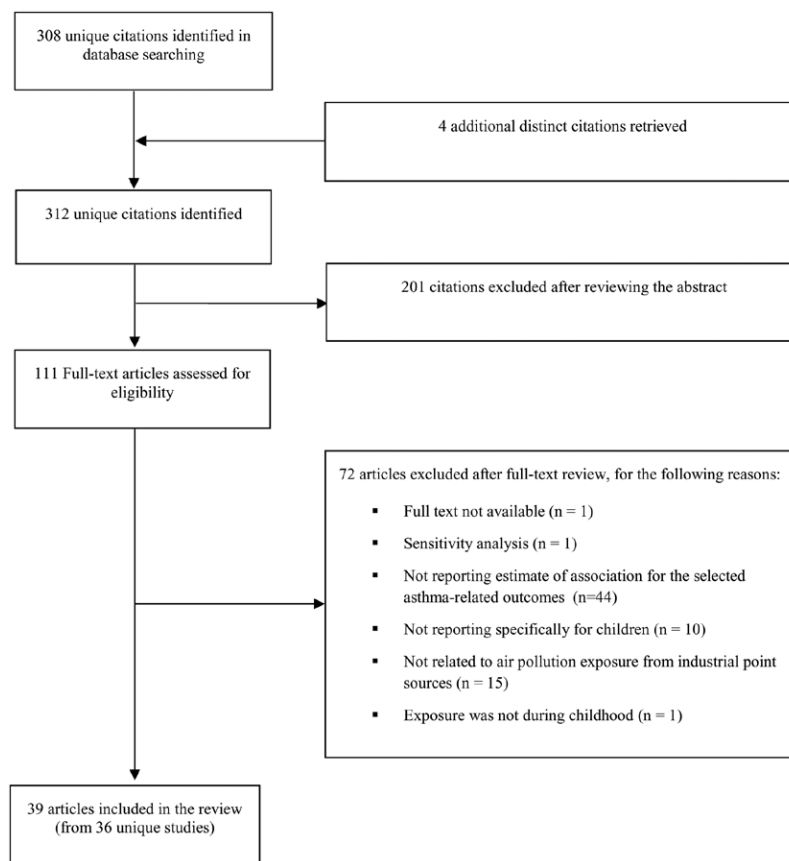 308 unique citations identified in
database searching
4 additional distinct citations retrieved
312 unique citations identified
201 citations excluded after reviewing the abstract
111 Full-text articles assessed for
eligibility
72 articles excluded after full-text review, for the following reasons:
▪ Full text not available (n = 1)
▪ Sensitivity analysis (n = 1)
▪ Not reporting estimate of association for the selected
asthma-related outcomes (n=44)
▪ Not reporting specifically for children (n = 10)
▪ Not related to air pollution exposure from industrial point
sources (n = 15)
▪ Exposure was not during childhood (n = 1)
39 articles included in the review
(from 36 unique studies)